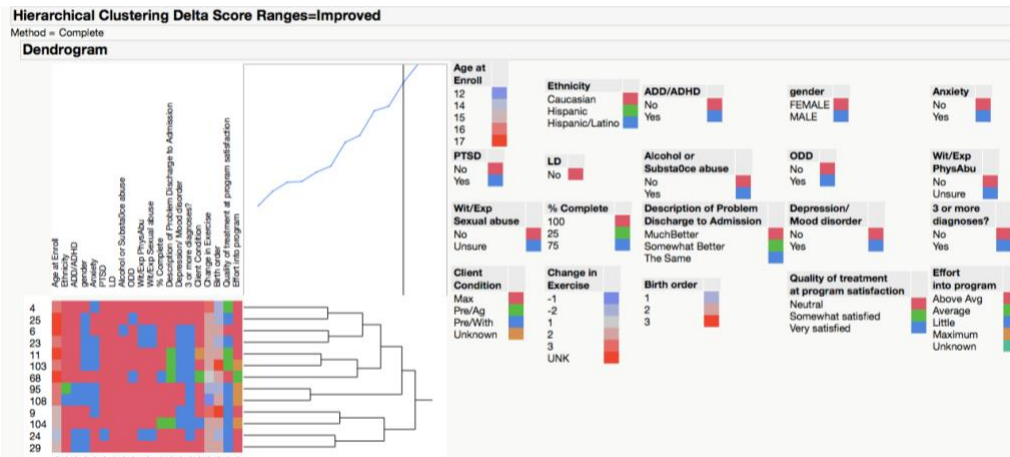 Hierarchical Clustering Delta Score Ranges=Improved
Method = Complete
Dendrogram
Age at Enroll
Ethnicity
ADD/ADHD
gender
Anxiety
PTSD
LD
Alcohol or Substa0ce abuse
ODD
Wit/Exp PhysAbu
Wit/Exp Sexual abuse
% Complete
Description of Problem Discharge to Admission
Depression/ Mood disorder
3 or more diagnoses?
Client Condition
Change in Exercise
Birth order
Quality of treatment at program satisfaction
Effort into program
4
25
6
23
11
103
68
95
108
9
104
24
29
Age at
Enroll
12
14
15
16
17
Ethnicity
Caucasian
Hispanic
Hispanic/Latino
ADD/ADHD
No
Yes
gender
FEMALE
MALE
Anxiety
No
Yes
PTSD
No
Yes
LD
No
Alcohol or
Substa0ce abuse
No
Yes
ODD
No
Yes
Wit/Exp
PhysAbu
No
Unsure
Wit/Exp
Sexual abuse
No
Unsure
% Complete
100
25
75
Description of Problem
Discharge to Admission
MuchBetter
Somewhat Better
The Same
Depression/
Mood disorder
No
Yes
3 or more
diagnoses?
No
Yes
Client
Condition
Max
Pre/Ag
Pre/With
Unknown
Change in
Exercise
-1
-2
1
2
3
UNK
Birth order
1
2
3
Quality of treatment
at program satisfaction
Neutral
Somewhat satisfied
Very satisfied
Effort
into program
Above Avg
Average
Little
Maximum
Unknown